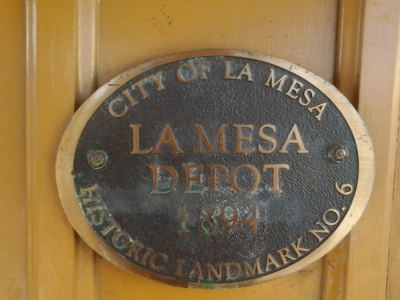 CITY OF LA MESA
LA MESA
DEPOT
1894
HISTORIC LANDMARK NO. 6